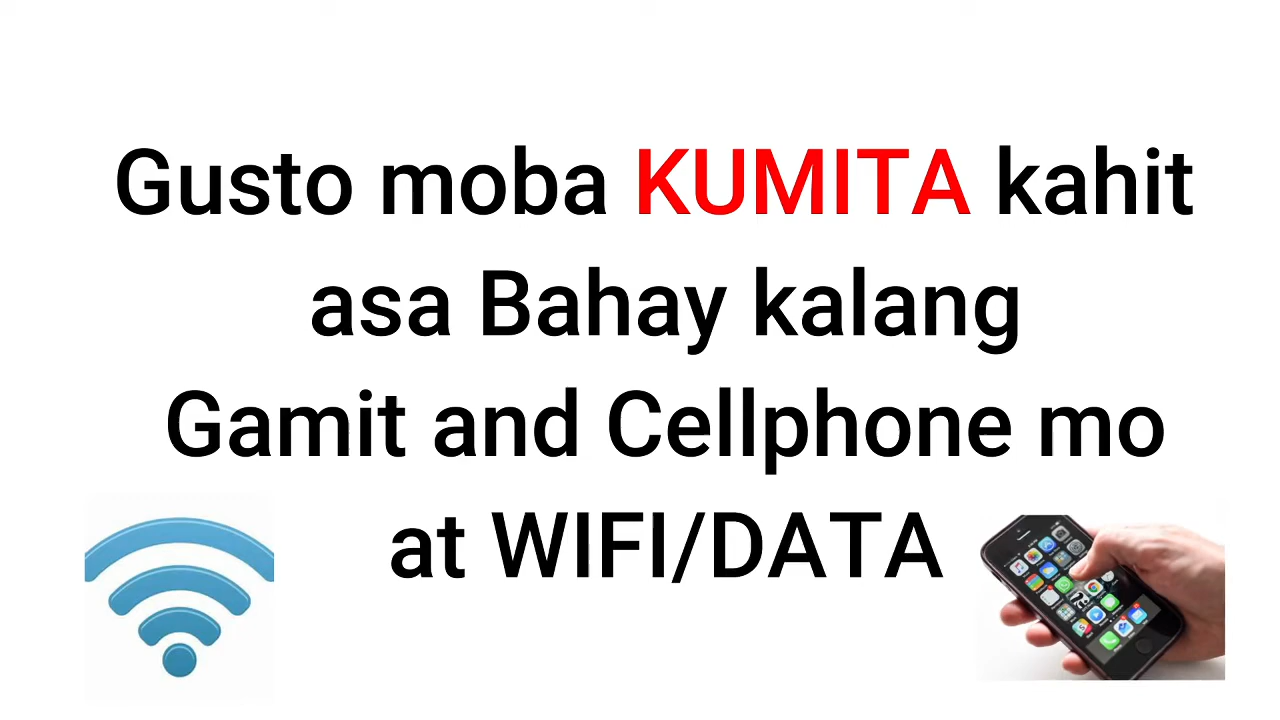 Gusto moba KUMITA kahit
asa Bahay kalang
Gamit and Cellphone mo
at WIFI/DATA